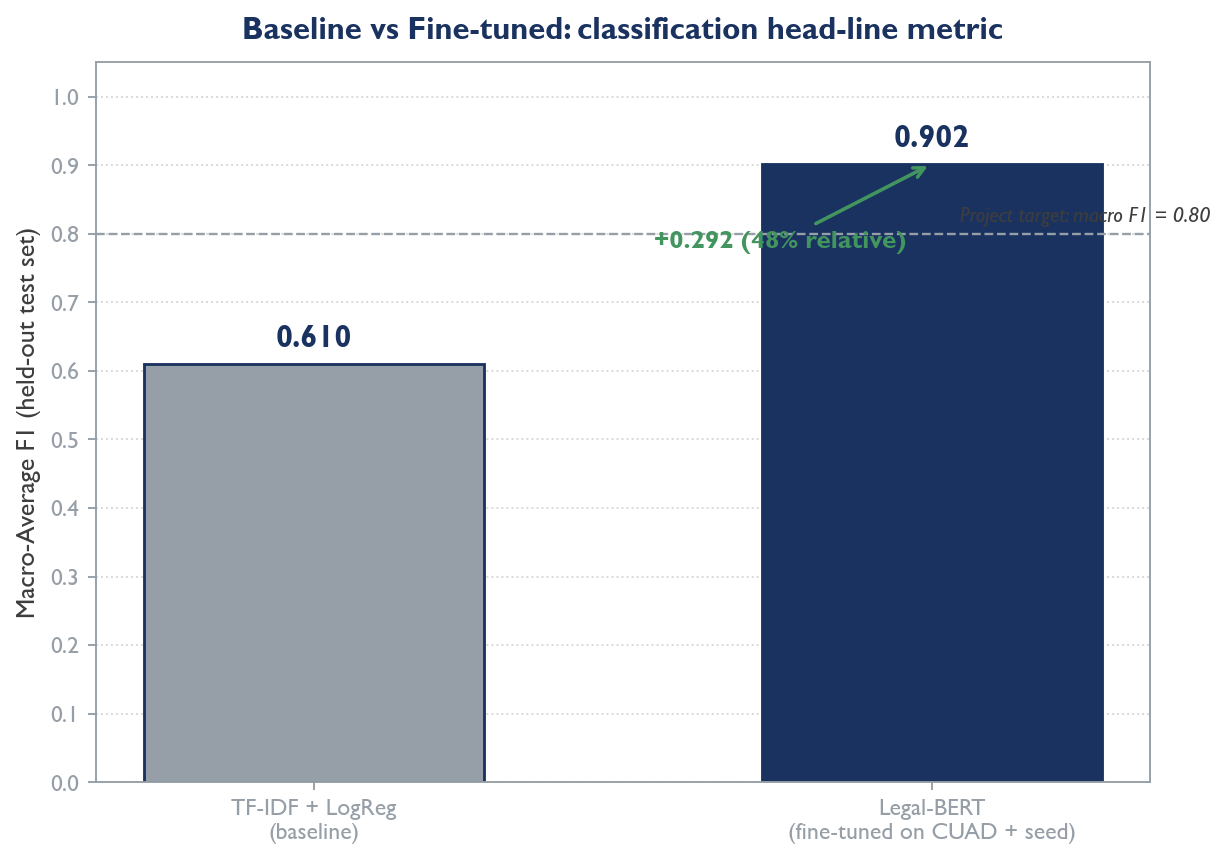 Baseline vs Fine-tuned: classification head-line metric
Macro-Average F1 (held-out test set)
1.0
0.9
0.8
0.7
0.6
0.5
0.4
0.3
0.2
0.1
0.0
0.610
0.902
Project target: macro F1 = 0.80
+0.292 (48% relative)
TF-IDF + LogReg
(baseline)
Legal-BERT
(fine-tuned on CUAD + seed)